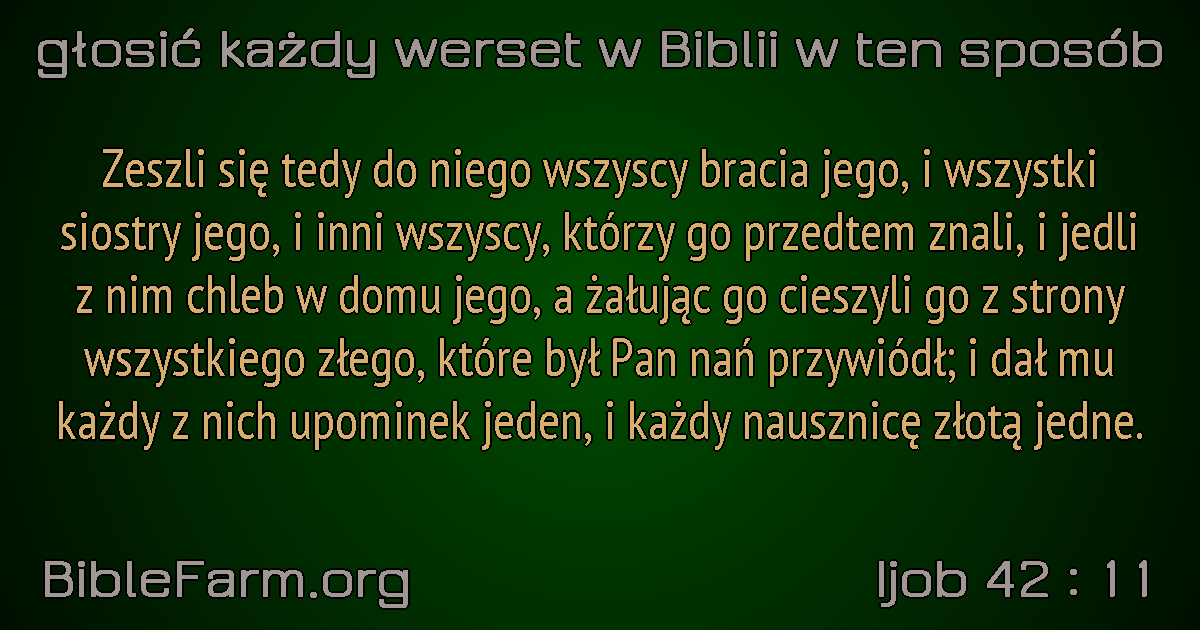 głosić każdy werset w Biblii w ten sposób
Zeszli się tedy do niego wszyscy bracia jego, i wszystki
siostry jego, i inni wszyscy, którzy go przedtem znali, i jedli
z nim chleb w domu jego, a żałując go cieszyli go z strony
wszystkiego złego, które był Pan nań przywiódł; i dał mu
każdy z nich upominek jeden, i każdy nausznicę złotą jedne.
BibleFarm.org
Ijob 42 : 11